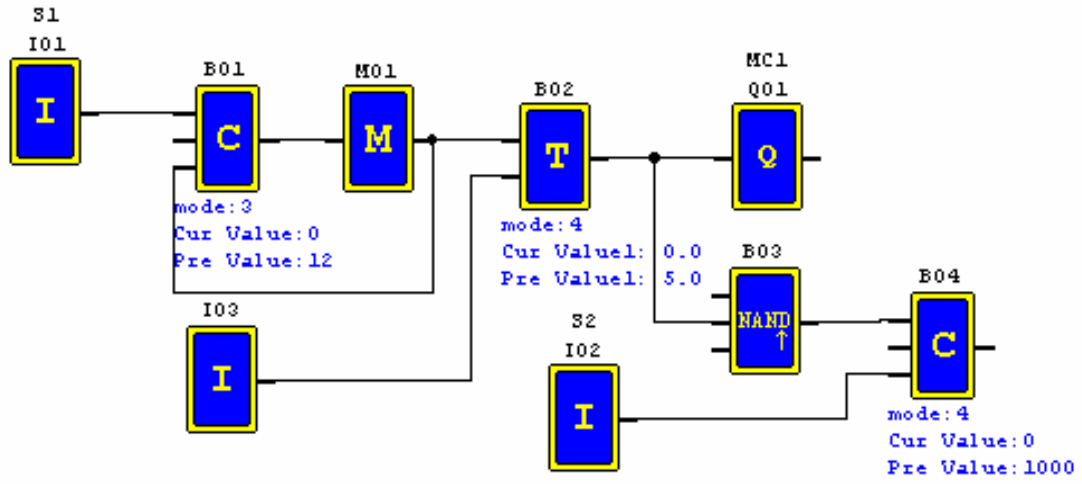 S1
I01
I
B01
C
mode:3
Cur Value:0
Pre Value:12
M01
M
I03
I
B02
T
mode:4
Cur Value1: 0.0
Pre Value1: 5.0
MC1
Q01
Q
B03
NAND
↑
S2
I02
I
B04
C
mode:4
Cur Value:0
Pre Value:1000